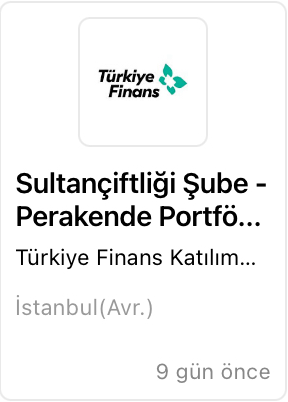 Türkiye
Finans
Sultançiftliği Şube -
Perakende Portfö...
Türkiye Finans Katılım...
İstanbul(Avr.)
9 gün önce